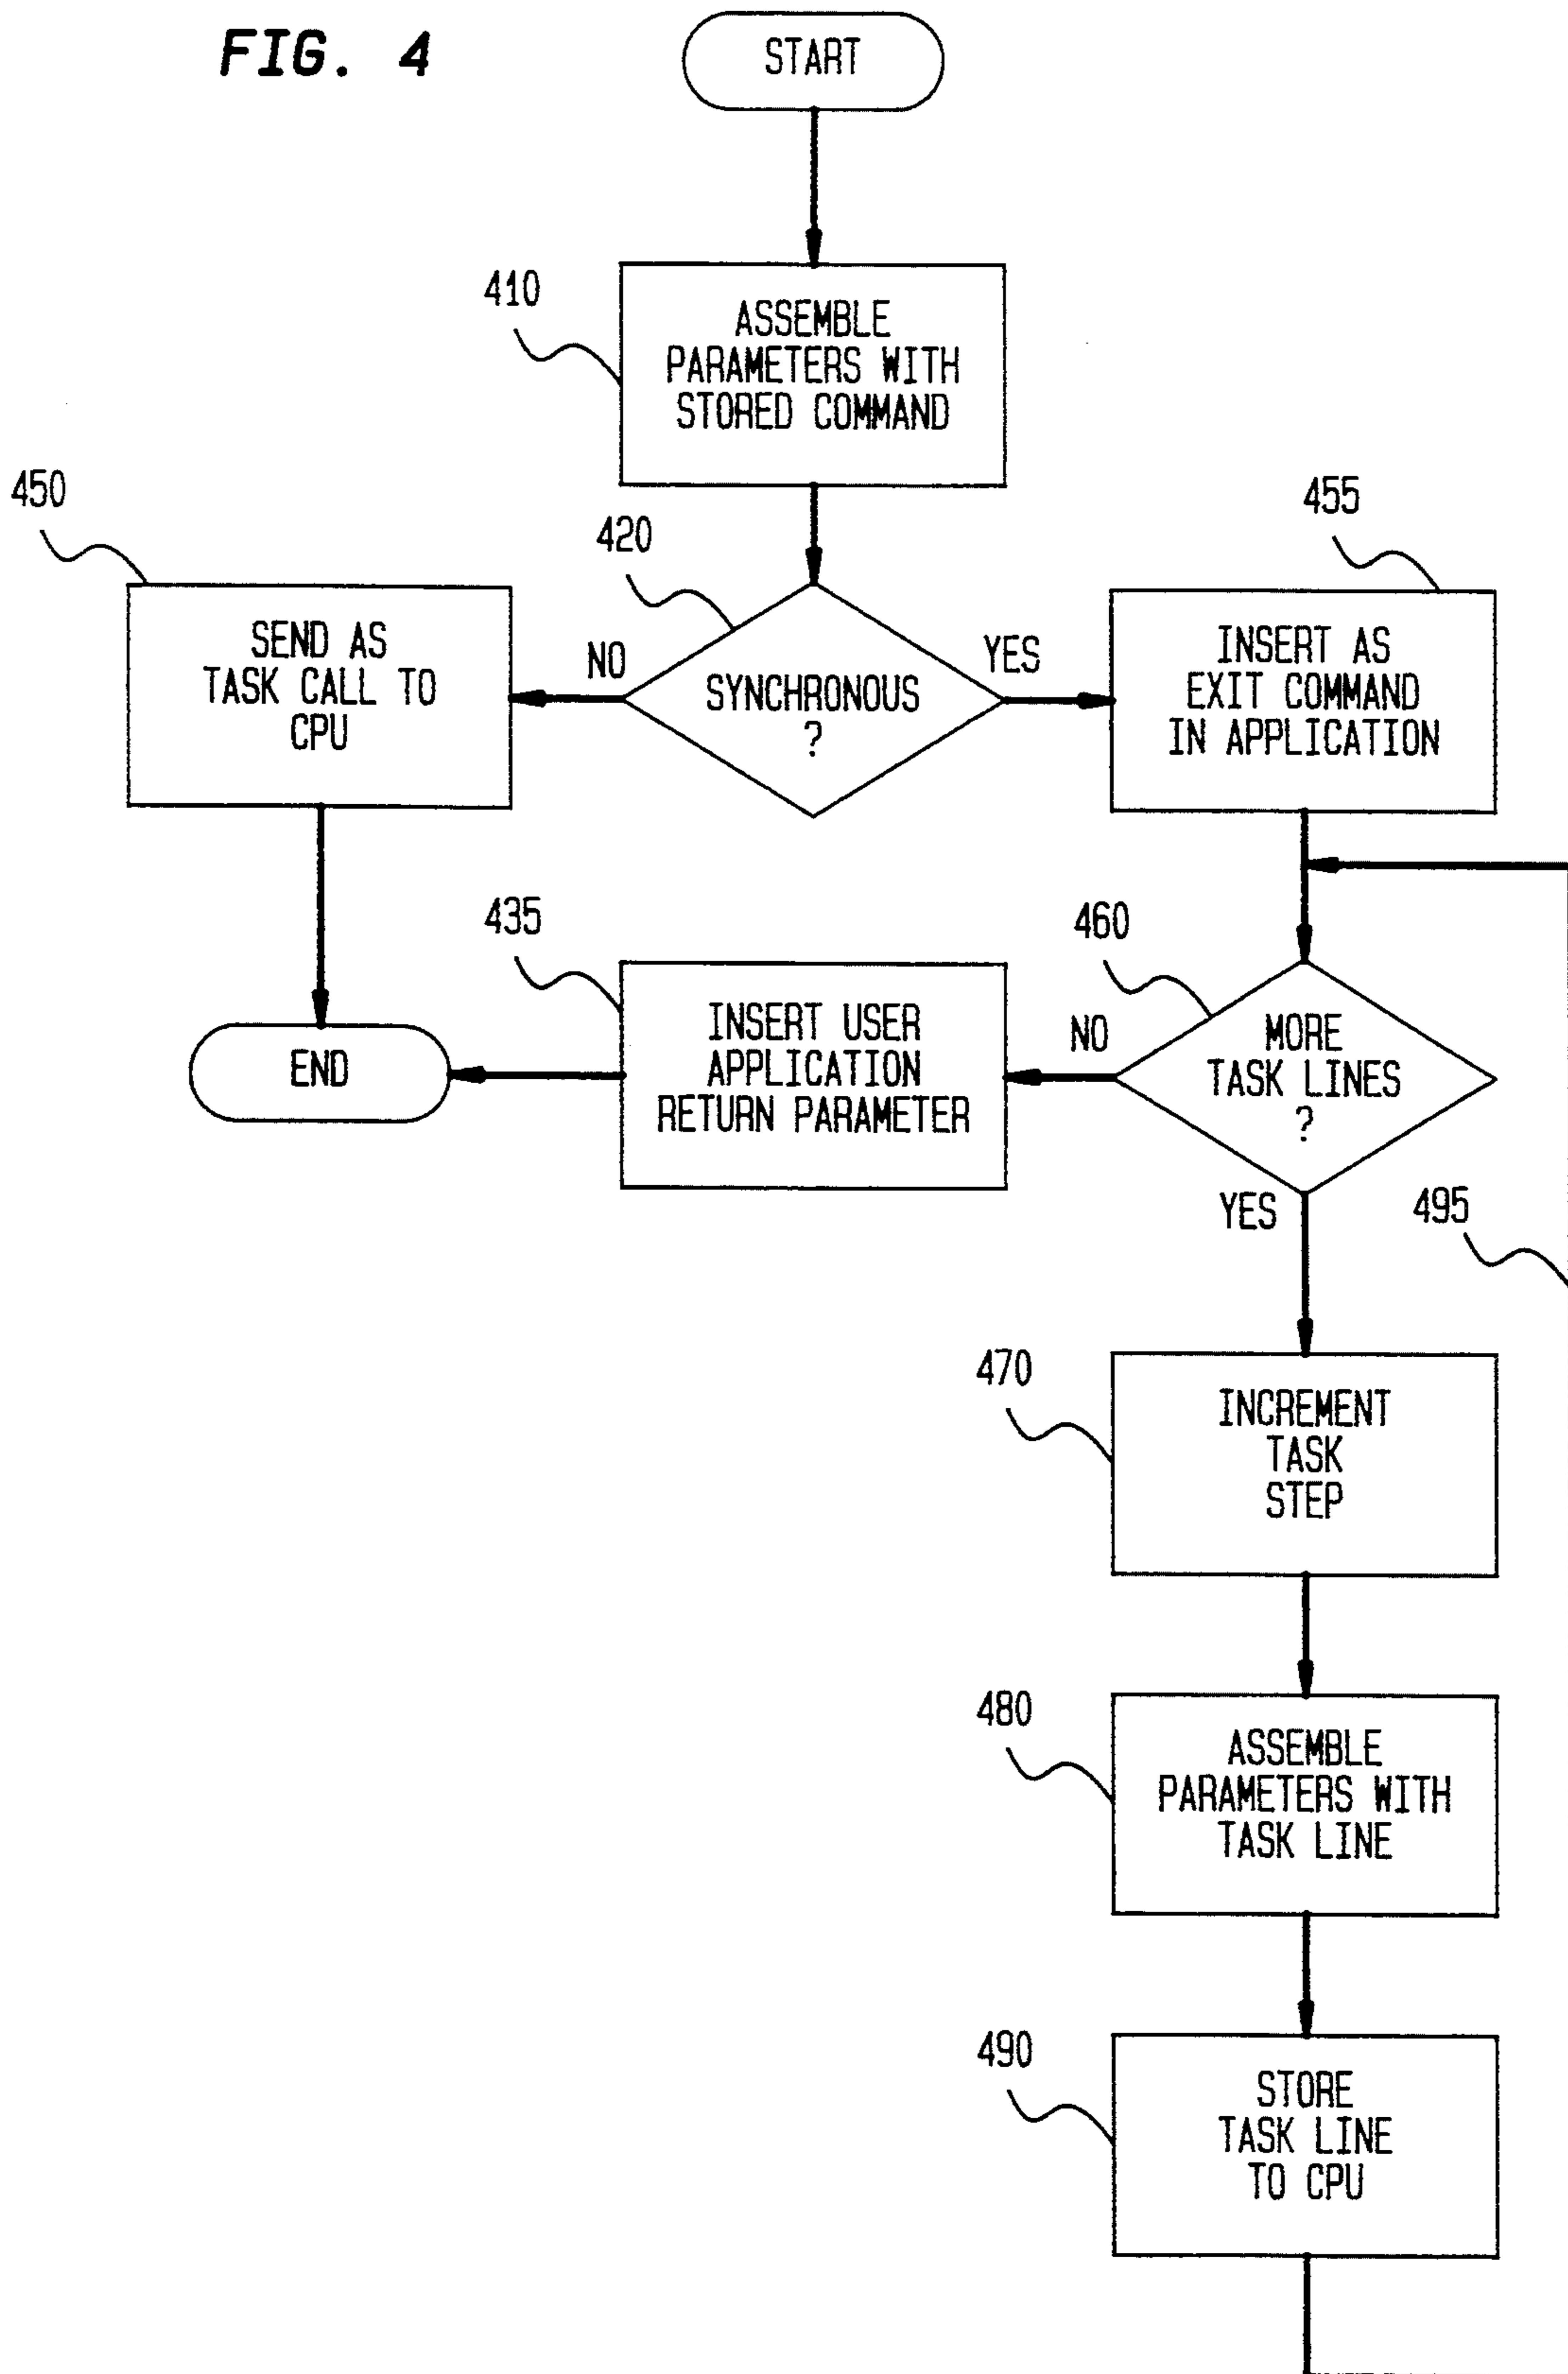 FIG. 4
START
410
ASSEMBLE
PARAMETERS WITH
STORED COMMAND
450
420
455
SEND AS
TASK CALL TO
CPU
NO
SYNCHRONOUS
?
YES
INSERT AS
EXIT COMMAND
IN APPLICATION
435
460
END
INSERT USER
APPLICATION
RETURN PARAMETER
NO
MORE
TASK LINES
?
YES
495
470
INCREMENT
TASK
STEP
480
ASSEMBLE
PARAMETERS WITH
TASK LINE
490
STORE
TASK LINE
TO CPU